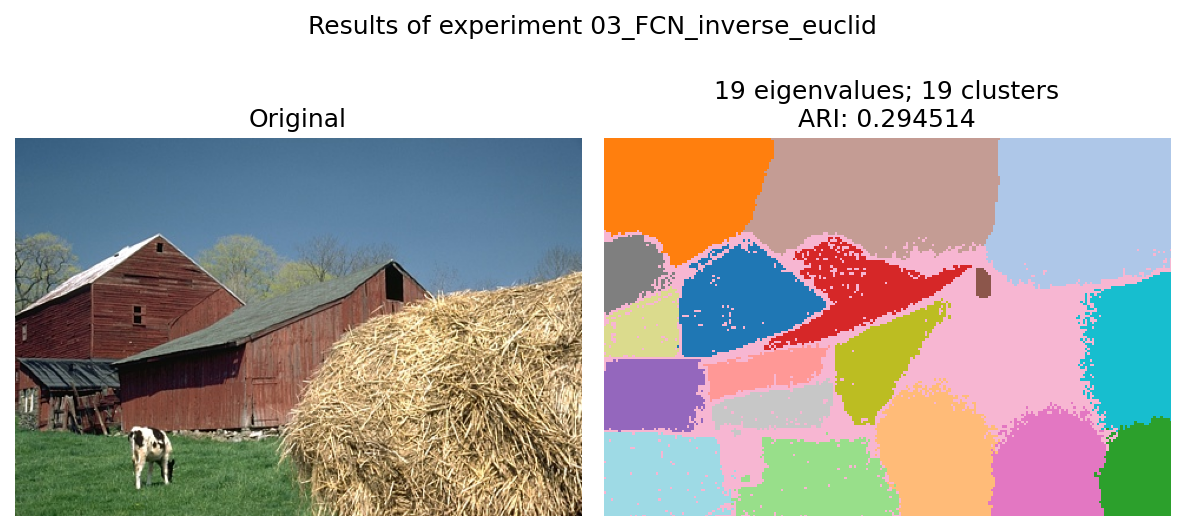 Results of experiment 03_FCN_inverse_euclid
Original
19 eigenvalues; 19 clusters
ARI: 0.294514